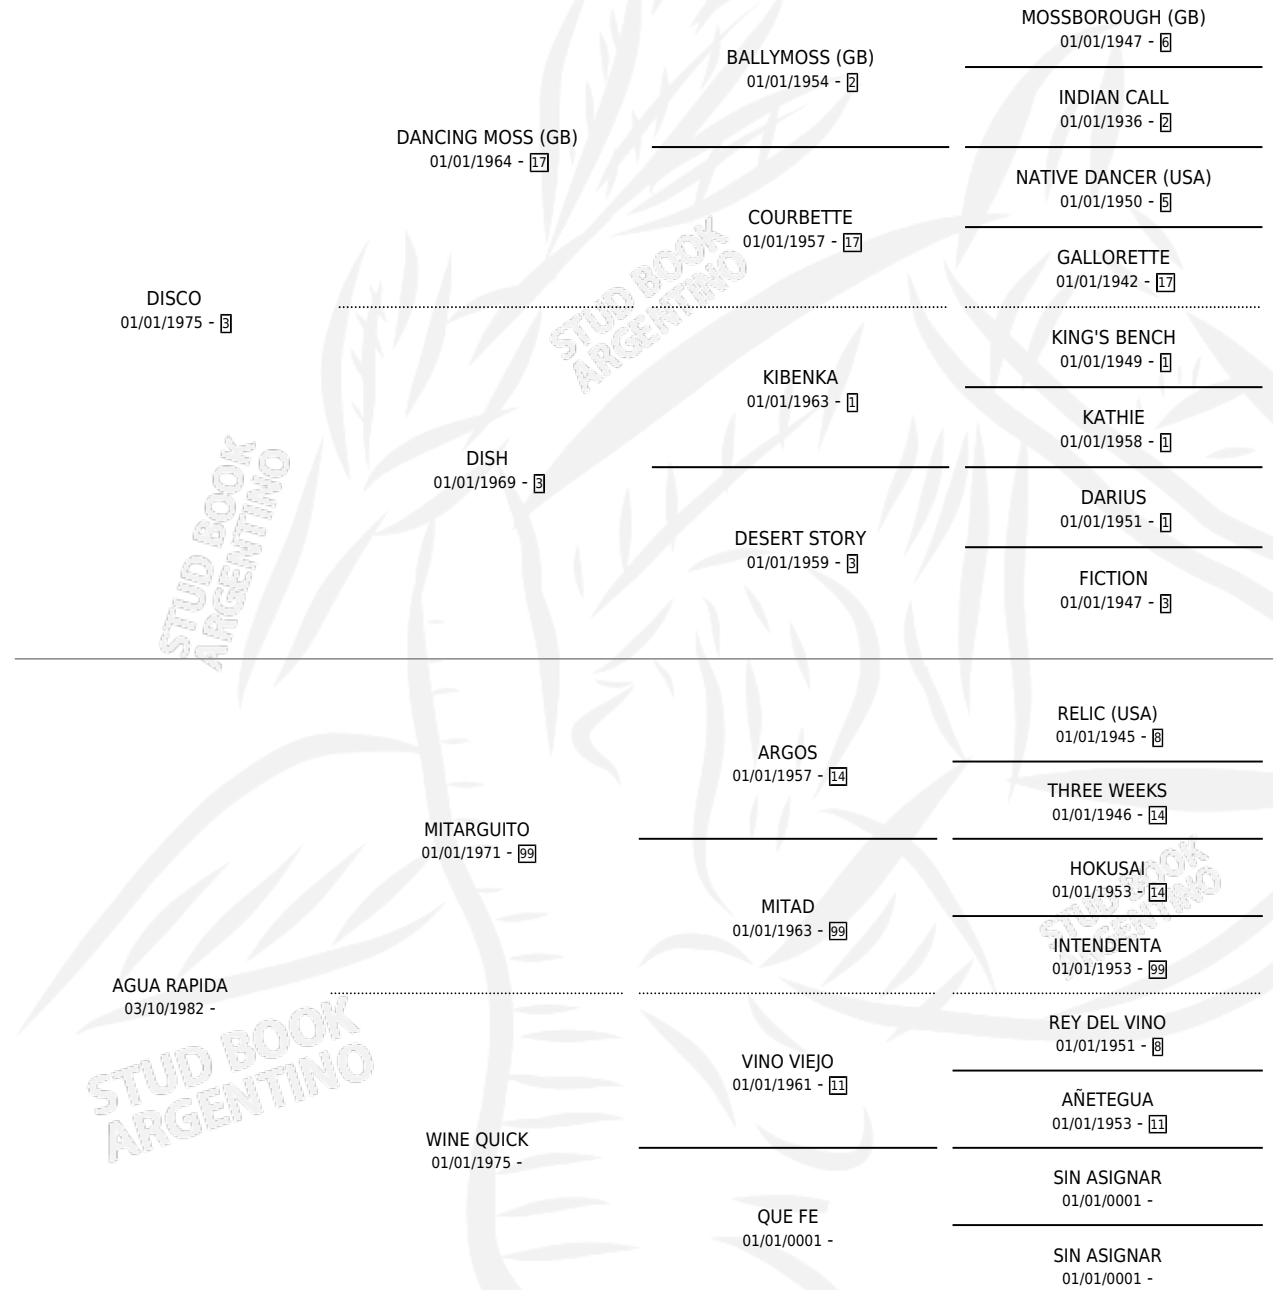 MOSSBOROUGH (GB)
01/01/1947 - 6
BALLYMOSS (GB)
01/01/1954 - 2
INDIAN CALL
01/01/1936 - 2
DANCING MOSS (GB)
01/01/1964 - 17
NATIVE DANCER (USA)
01/01/1950 - 5
COURBETTE
01/01/1957 - 17
GALLORETTE
01/01/1942 - 17
DISCO
01/01/1975 - 3
KING'S BENCH
01/01/1949 - 1
KIBENKA
01/01/1963 - 1
KATHIE
01/01/1958 - 1
DISH
01/01/1969 - 3
DARIUS
01/01/1951 - 1
DESERT STORY
01/01/1959 - 3
FICTION
01/01/1947 - 3
RELIC (USA)
01/01/1945 - 8
ARGOS
01/01/1957 - 14
THREE WEEKS
01/01/1946 - 14
MITARGUITO
01/01/1971 - 99
HOKUSAI
01/01/1953 - 14
MITAD
01/01/1963 - 99
INTENDENTA
01/01/1953 - 99
AGUA RAPIDA
03/10/1982 -
REY DEL VINO
01/01/1951 - 8
VINO VIEJO
01/01/1961 - 11
AÑETEGUA
01/01/1953 - 11
WINE QUICK
01/01/1975 -
SIN ASIGNAR
01/01/0001 -
QUE FE
01/01/0001 -
SIN ASIGNAR
01/01/0001 -
STUD BOOK
ARGENTINO
STUD BOOK
ARGENTINO
STUD BOOK
ARGENTINO
STUD BOOK
ARGENTINO